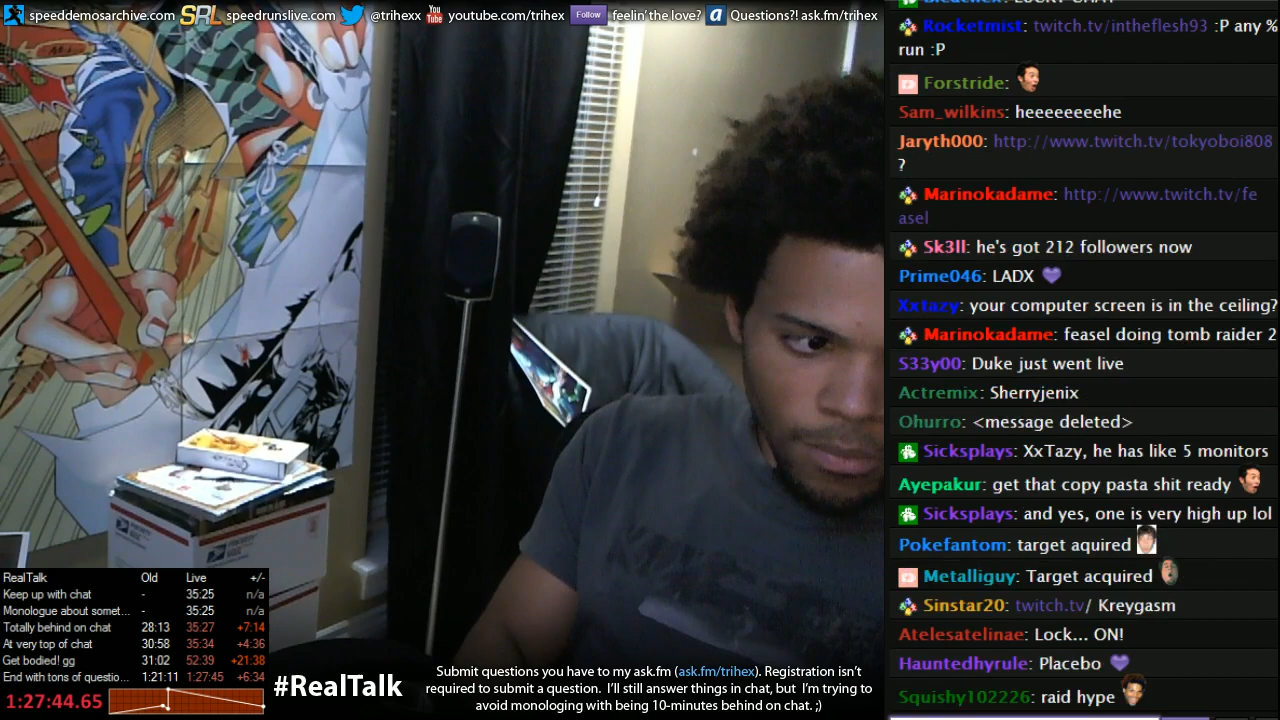 speeddemosarchive.com SRL speedrunslive.com @trihexx You Tube youtube.com/trihex Follow feelin' the love? a Questions?! ask.fm/trihex
Rocketmist: twitch.tv/intheflesh93 :P any %
run :P
Forstride:
Sam_wilkins: heeeeeeeehe
Jaryth000: http://www.twitch.tv/tokyoboi808
?
Marinokadame: http://www.twitch.tv/fe
asel
Sk3ll: he's got 212 followers now
Prime046: LADX
Xxtazy: your computer screen is in the ceiling?
Marinokadame: feasel doing tomb raider 2
S33y00: Duke just went live
Actremix: Sherryjenix
Ohurro: <message deleted>
Sicksplays: XxTazy, he has like 5 monitors
Ayepakur: get that copy pasta shit ready
Sicksplays: and yes, one is very high up lol
Pokefantom: target aquired
Metalliguy: Target acquired
Sinstar20: twitch.tv/ Kreygasm
Atelesatelinae: Lock... ON!
Hauntedhyrule: Placebo
Squishy102226: raid hype
RealTalk Old Live +/-
Keep up with chat - 35:25 n/a
Monologue about somet... - 35:25 n/a
Totally behind on chat 28:13 35:27 +7:14
At very top of chat 30:58 35:34 +4:36
Get bodied! gg 31:02 52:39 +21:38
End with tons of questio... 1:21:11 1:27:45 +6:34
1:27:44.65
#RealTalk
Submit questions you have to my ask.fm (ask.fm/trihex). Registration isn't
required to submit a question. I'll still answer things in chat, but I'm trying to
avoid monologing with being 10-minutes behind on chat. ;)